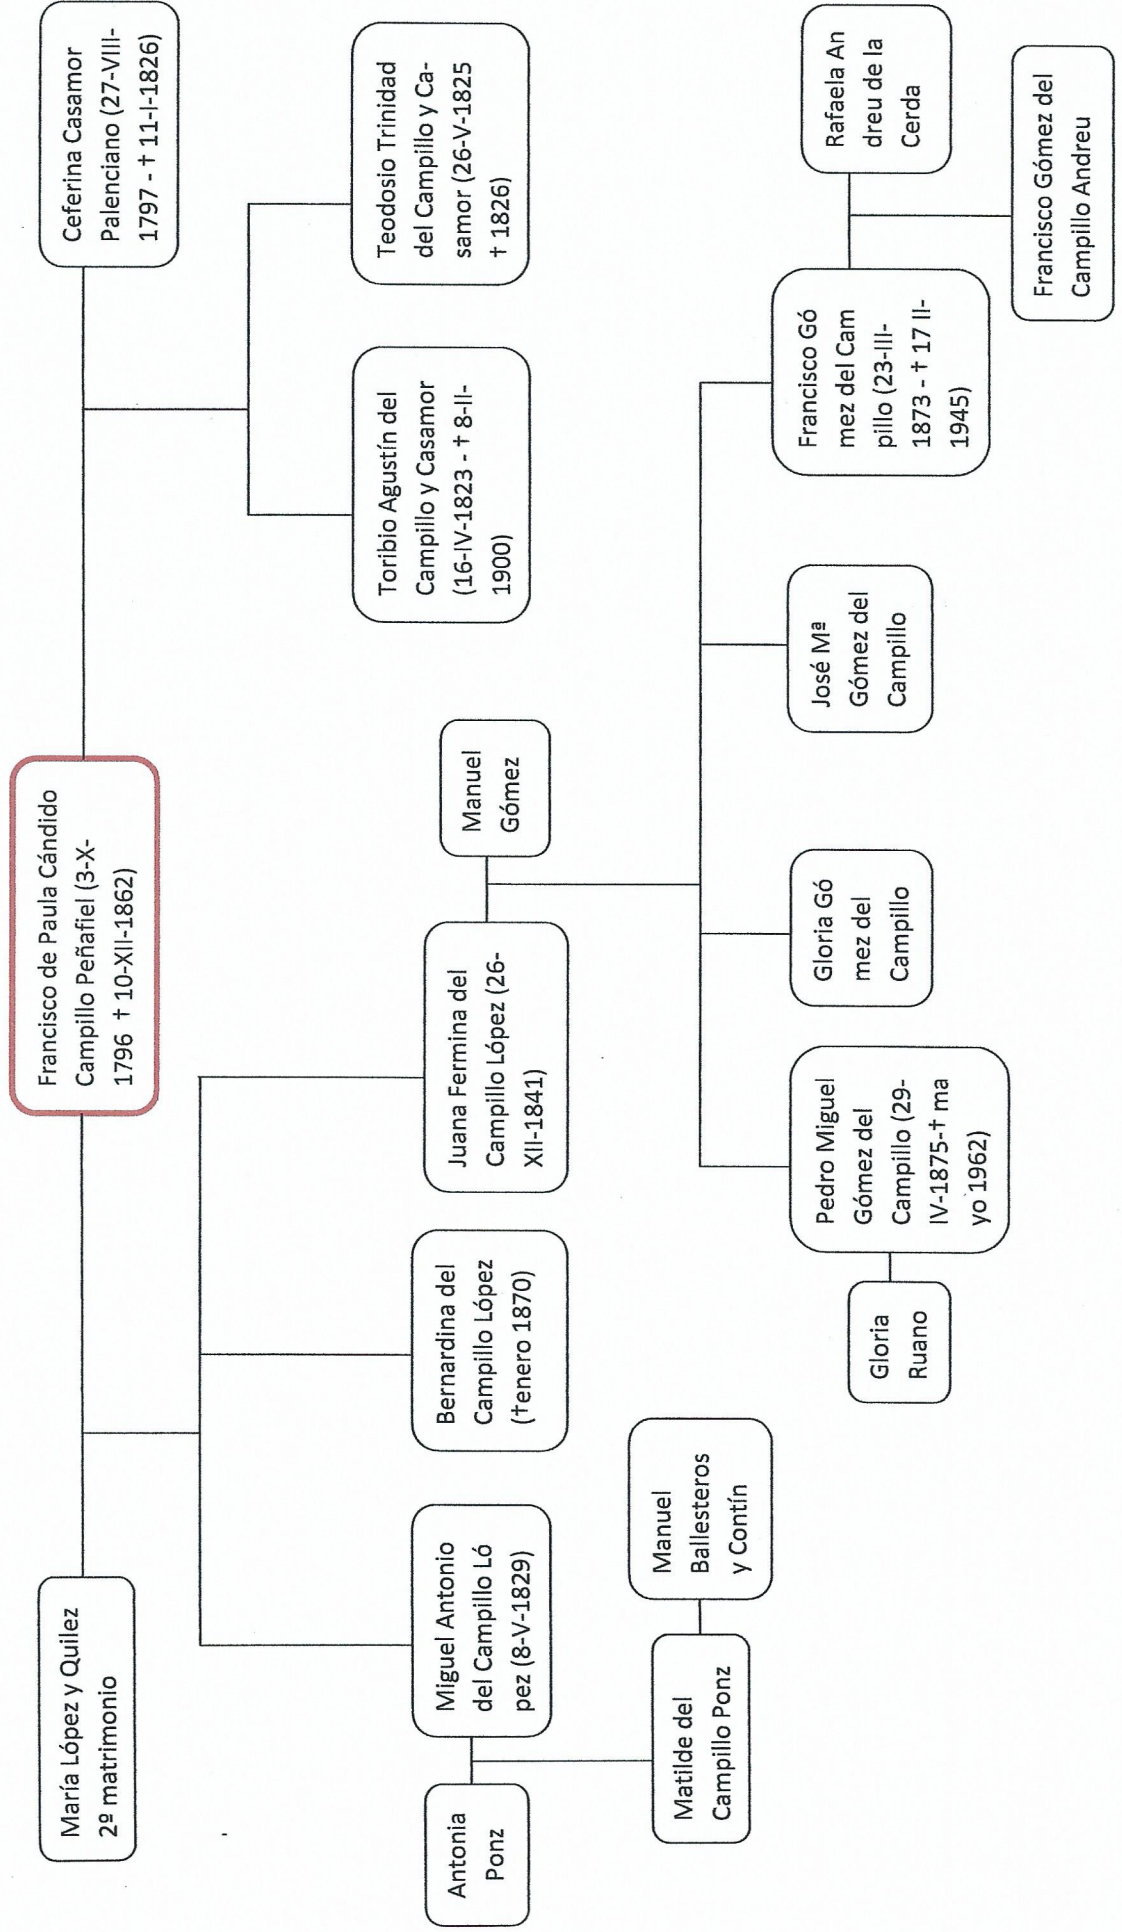 María López y Quilez
2º matrimonio
Francisco de Paula Cándido
Campillo Peñafiel (3-X-
1796 † 10-XII-1862)
Ceferina Casamor
Palenciano (27-VIII-
1797 - † 11-I-1826)
Antonia
Ponz
Miguel Antonio
del Campillo Ló
pez (8-V-1829)
Bernardina del
Campillo López
(†enero 1870)
Juana Fermina del
Campillo López (26-
XII-1841)
Manuel
Gómez
Toribio Agustín del
Campillo y Casamor
(16-IV-1823 - † 8-II-
1900)
Teodosio Trinidad
del Campillo y Ca-
samor (26-V-1825
† 1826)
Matilde del
Campillo Ponz
Manuel
Ballesteros
y Contín
Gloria
Ruano
Pedro Miguel
Gómez del
Campillo (29-
IV-1875-† ma
yo 1962)
Gloria Gó
mez del
Campillo
José Mª
Gómez del
Campillo
Francisco Gó
mez del Cam
pillo (23-III-
1873 - † 17 II-
1945)
Rafaela An
dreu de la
Cerda
Francisco Gómez del
Campillo Andreu